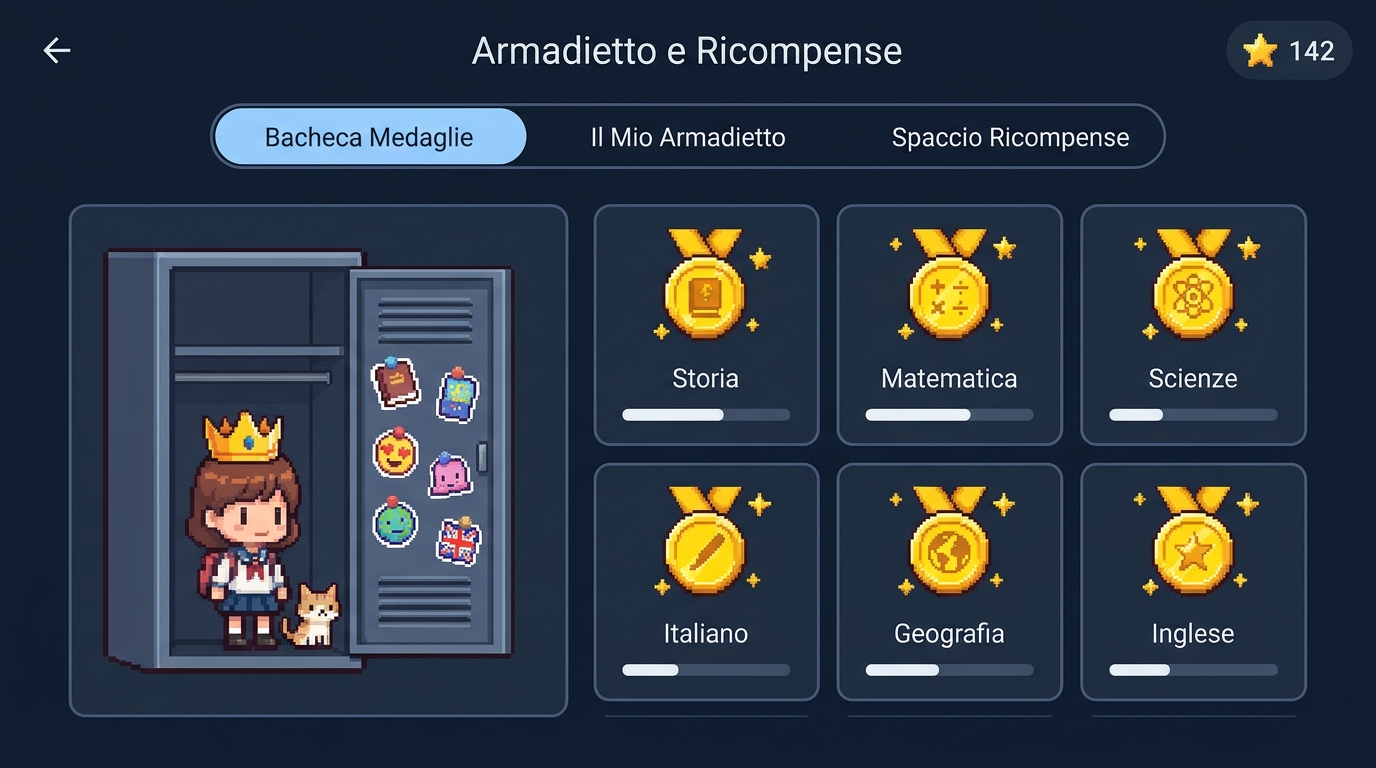 Armadietto e Ricompense
142
Bacheca Medaglie
Il Mio Armadietto
Spaccio Ricompense
Storia
Matematica
Scienze
Italiano
Geografia
Inglese